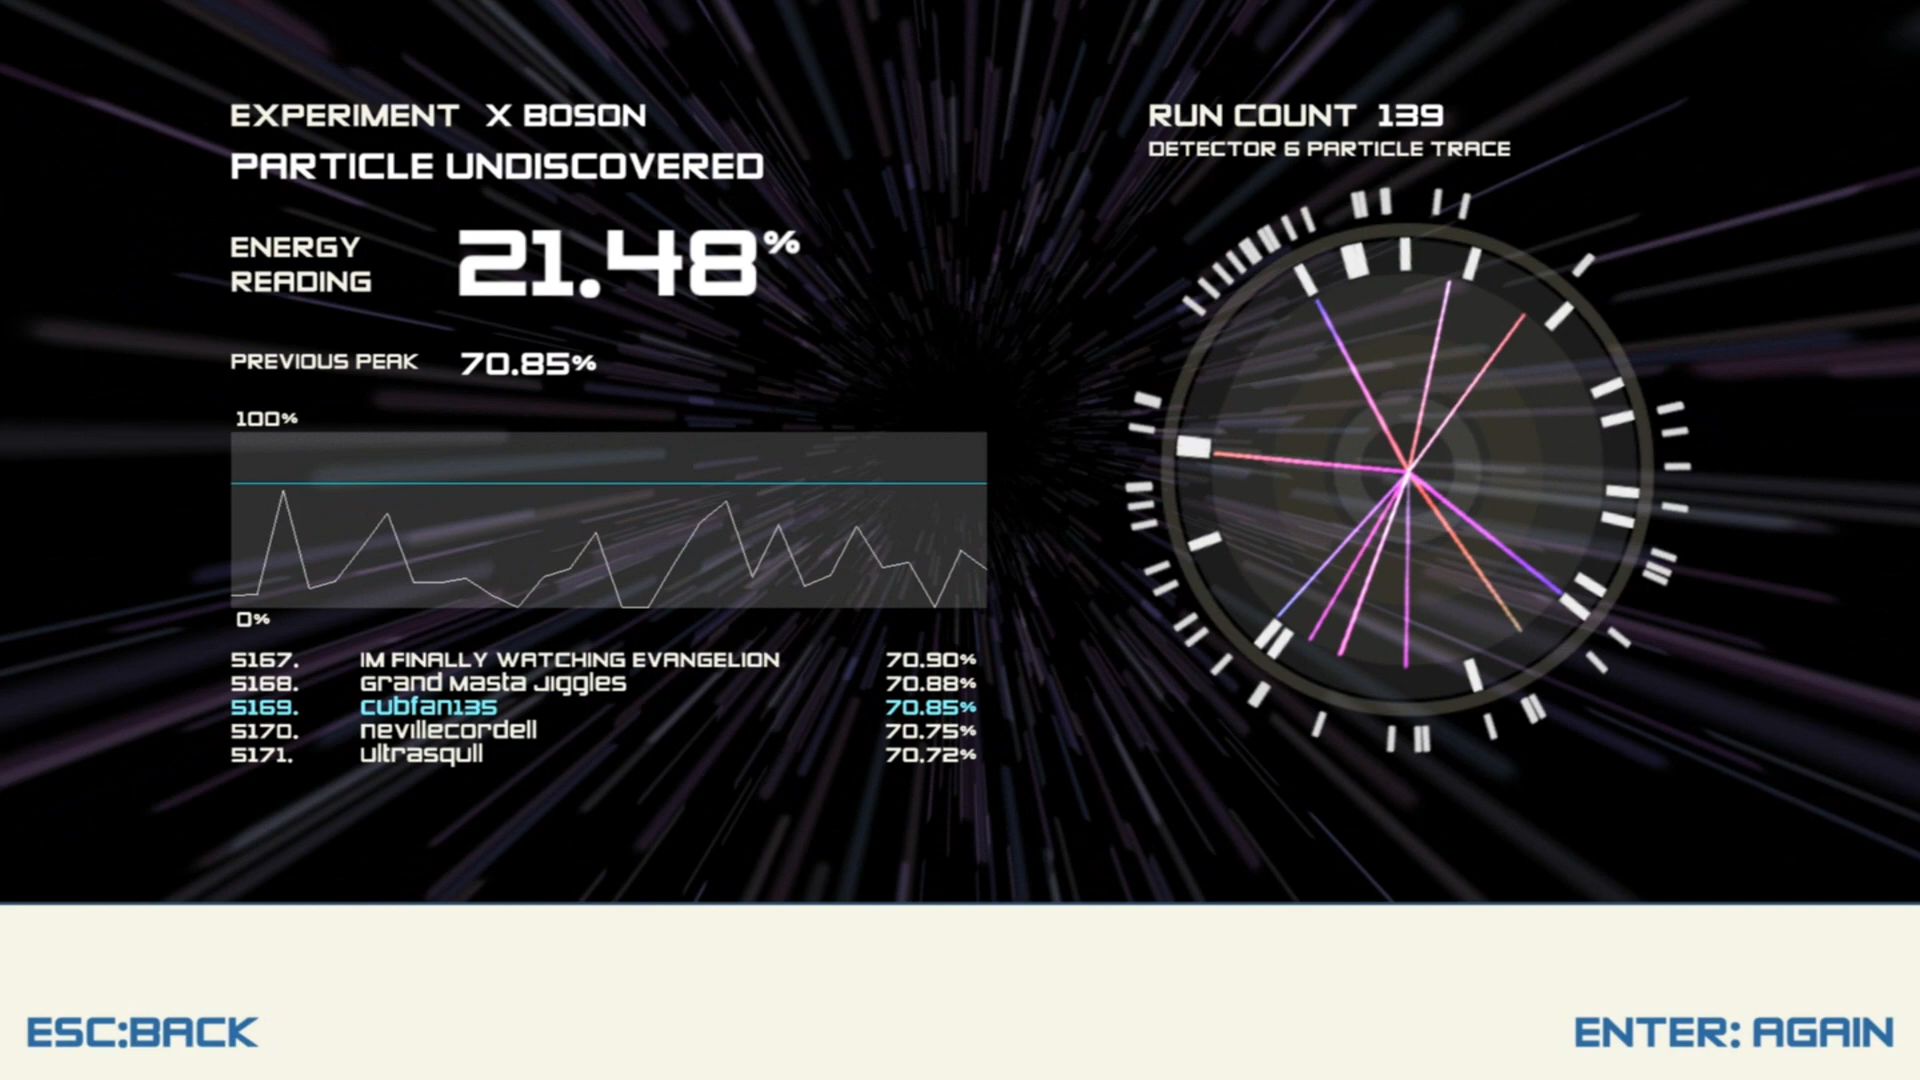 EXPERIMENT X BOSON
PARTICLE UNDISCOVERED
ENERGY READING 21.48%
PREVIOUS PEAK 70.85%
100%
0%
5167. IM FINALLY WATCHING EVANGELION 70.90%
5168. Grand Masta Jiggles 70.88%
5169. cubfan135 70.85%
5170. nevillecordell 70.75%
5171. ultrasqull 70.72%
RUN COUNT 139
DETECTOR 6 PARTICLE TRACE
ESC:BACK
ENTER: AGAIN